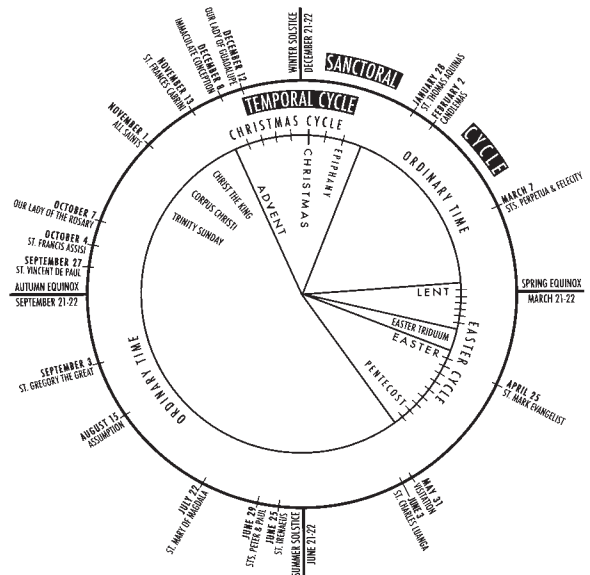 WINTER SOLSTICE
DECEMBER 21-22
SANCTORAL
CYCLE
JANUARY 28
ST. THOMAS AQUINAS
FEBRUARY 2
CANDLEMAS
MARCH 7
STS. PERPETUA & FELECITY
SPRING EQUINOX
MARCH 21-22
APRIL 25
ST. MARK EVANGELIST
MAY 31
VISITATION
JUNE 3
ST. CHARLES LUANGA
SUMMER SOLSTICE
JUNE 21-22
JUNE 25
ST. IRENAEUS
JUNE 29
STS. PETER & PAUL
JULY 22
ST. MARY OF MAGDALA
AUGUST 15
ASSUMPTION
SEPTEMBER 3
ST. GREGORY THE GREAT
AUTUMN EQUINOX
SEPTEMBER 21-22
SEPTEMBER 27
ST. VINCENT DE PAUL
OCTOBER 4
ST. FRANCIS ASSISI
OCTOBER 7
OUR LADY OF THE ROSARY
NOVEMBER 1
ALL SAINTS
NOVEMBER 13
ST. FRANCES CABRINI
DECEMBER 8
IMMACULATE CONCEPTION
DECEMBER 12
OUR LADY OF GUADALUPE
TEMPORAL CYCLE
CHRISTMAS CYCLE
ADVENT
CHRISTMAS
EPIPHANY
ORDINARY TIME
LENT
EASTER TRIDUUM
EASTER
PENTECOST
EASTER CYCLE
ORDINARY TIME
CHRIST THE KING
CORPUS CHRISTI
TRINITY SUNDAY